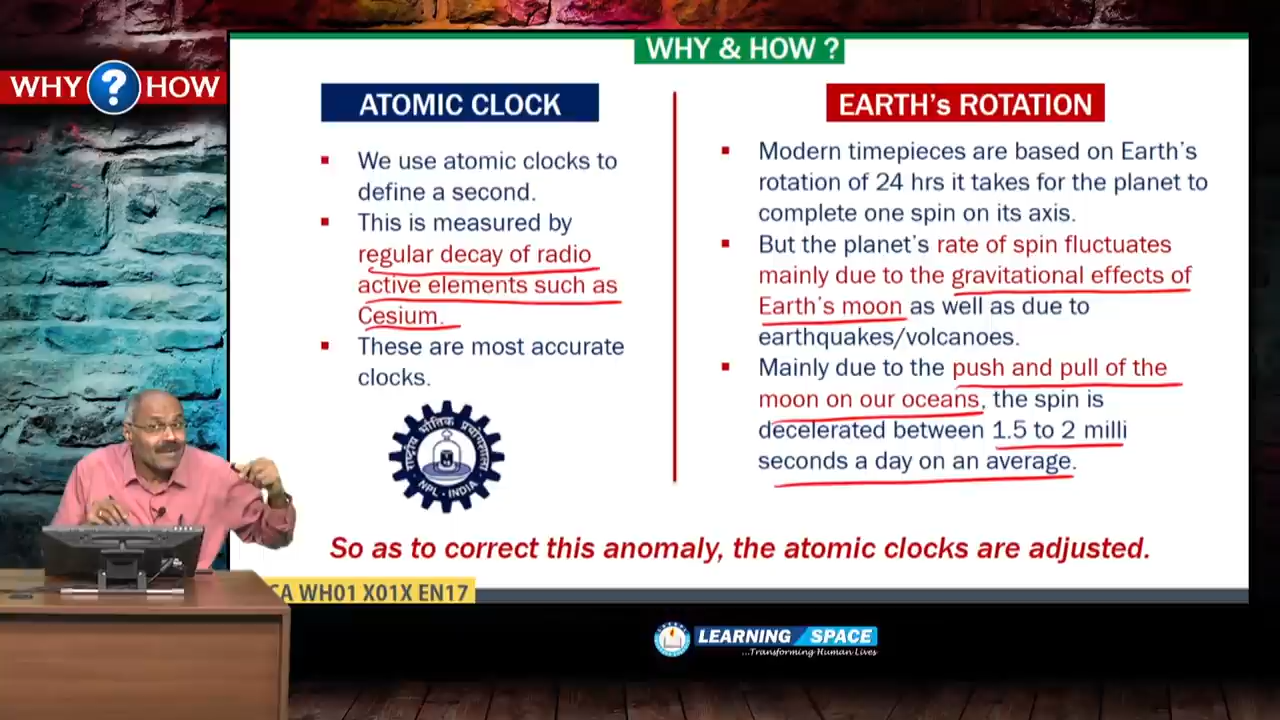 WHY & HOW ?
WHY ? HOW
ATOMIC CLOCK
We use atomic clocks to
define a second.
This is measured by
regular decay of radio
active elements such as
Cesium.
These are most accurate
clocks.
राष्ट्रीय भौतिक प्रयोगशाला
NPL - INDIA
EARTH's ROTATION
Modern timepieces are based on Earth's
rotation of 24 hrs it takes for the planet to
complete one spin on its axis.
But the planet's rate of spin fluctuates
mainly due to the gravitational effects of
Earth's moon as well as due to
earthquakes/volcanoes.
Mainly due to the push and pull of the
moon on our oceans, the spin is
decelerated between 1.5 to 2 milli
seconds a day on an average.
So as to correct this anomaly, the atomic clocks are adjusted.
CA WH01 X01X EN17
LEARNING SPACE
...Transforming Human Lives